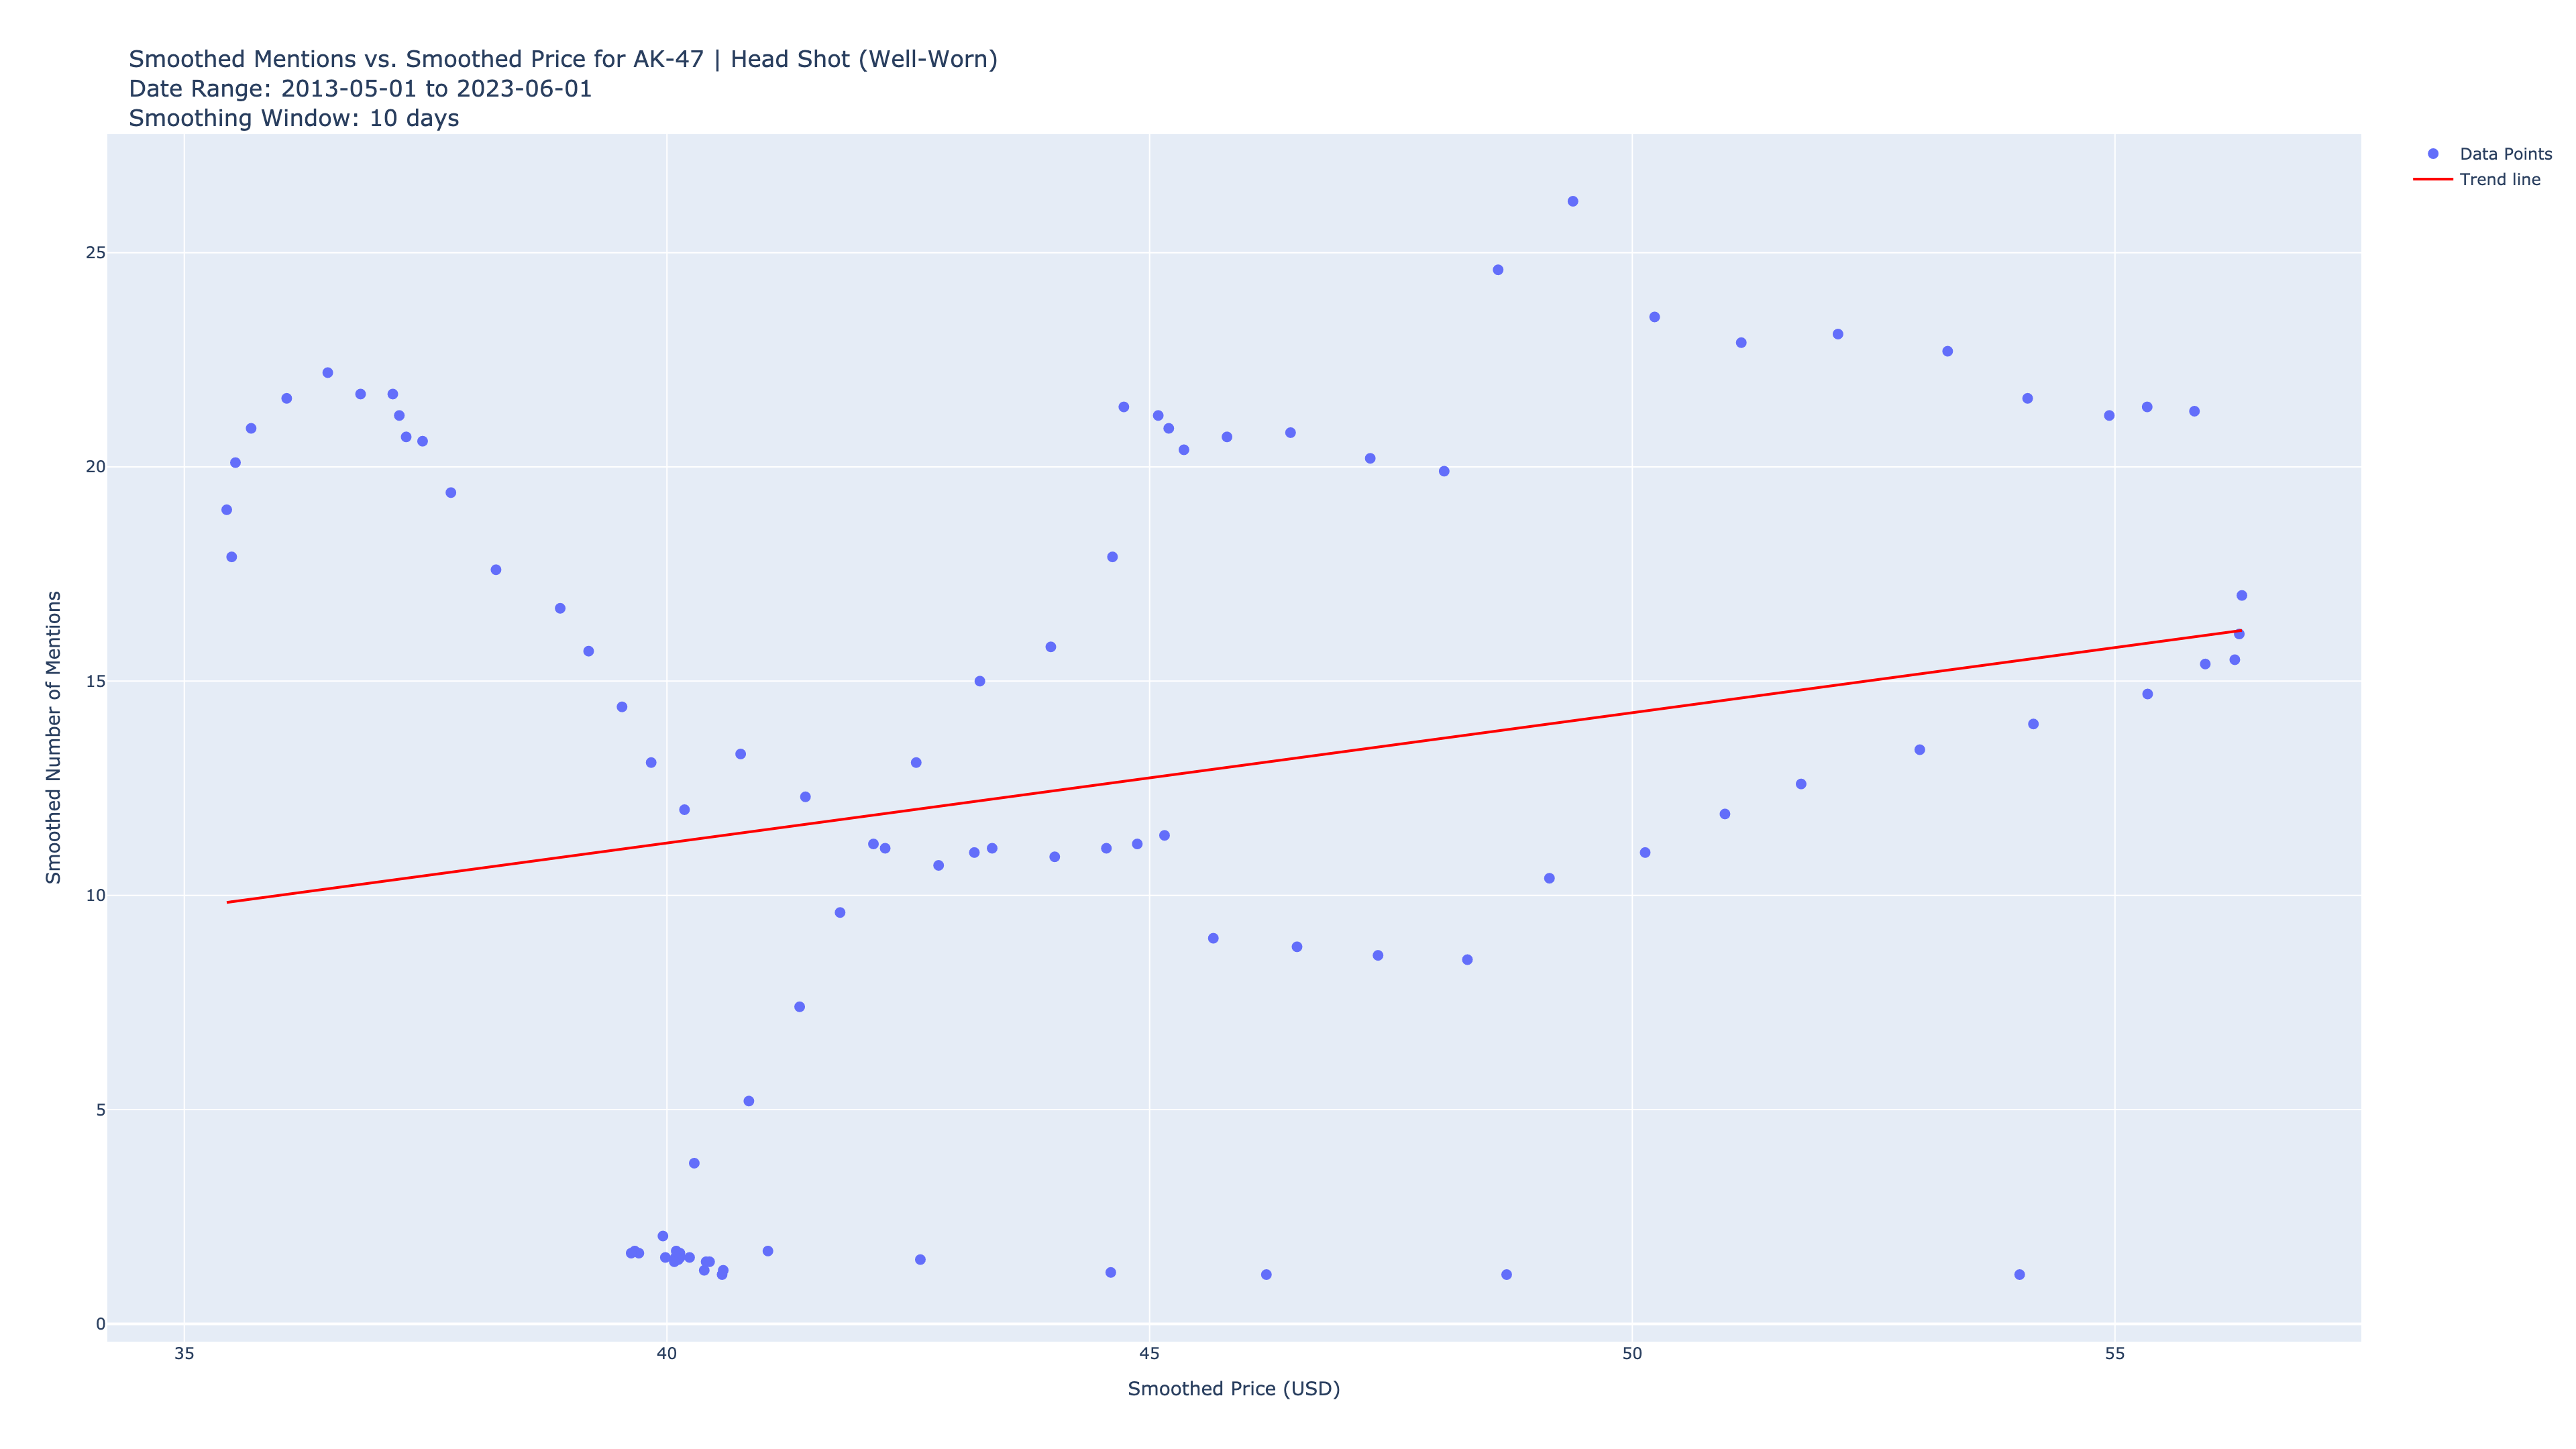 Smoothed Mentions vs. Smoothed Price for AK-47 | Head Shot (Well-Worn)
Date Range: 2013-05-01 to 2023-06-01
Smoothing Window: 10 days
Data Points
Trend line
25
20
15
10
5
0
Smoothed Number of Mentions
35
40
45
50
55
Smoothed Price (USD)